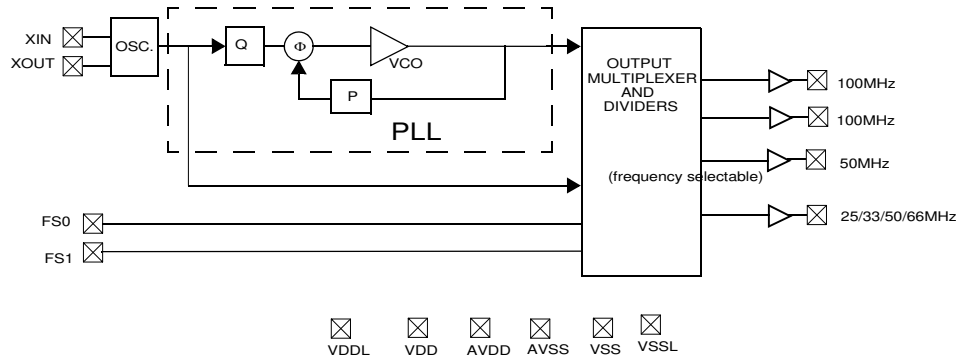 XIN
XOUT
OSC.
Q
Φ
VCO
P
PLL
OUTPUT
MULTIPLEXER
AND
DIVIDERS
(frequency selectable)
100MHz
100MHz
50MHz
25/33/50/66MHz
FS0
FS1
VDDL VDD AVDD AVSS VSS VSSL